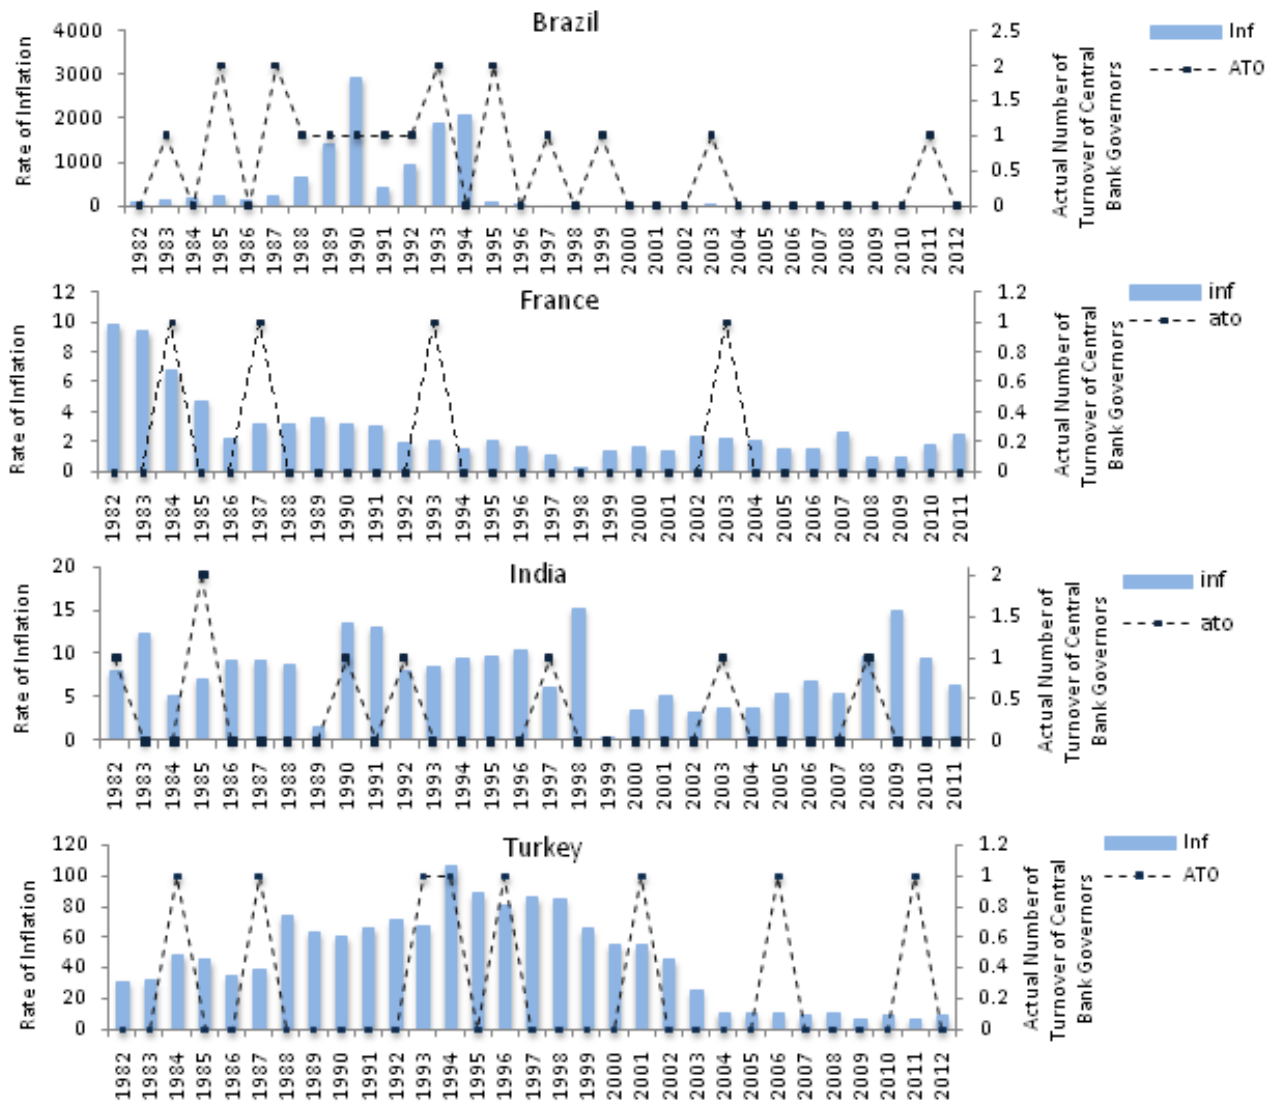 Brazil
Rate of Inflation
4000
3000
2000
1000
0
2.5
2
1.5
1
0.5
0
Actual Number of
Turnover of Central
Bank Governors
Inf
ATO
1982 1983 1984 1985 1986 1987 1988 1989 1990 1991 1992 1993 1994 1995 1996 1997 1998 1999 2000 2001 2002 2003 2004 2005 2006 2007 2008 2009 2010 2011 2012
France
Rate of Inflation
12
10
8
6
4
2
0
1.2
1
0.8
0.6
0.4
0.2
0
Actual Number of
Turnover of Central
Bank Governors
inf
ato
1982 1983 1984 1985 1986 1987 1988 1989 1990 1991 1992 1993 1994 1995 1996 1997 1998 1999 2000 2001 2002 2003 2004 2005 2006 2007 2008 2009 2010 2011
India
Rate of Inflation
20
15
10
5
0
2
1.5
1
0.5
0
Actual Number of
Turnover of Central
Bank Governors
inf
ato
1982 1983 1984 1985 1986 1987 1988 1989 1990 1991 1992 1993 1994 1995 1996 1997 1998 1999 2000 2001 2002 2003 2004 2005 2006 2007 2008 2009 2010 2011
Turkey
Rate of Inflation
120
100
80
60
40
20
0
1.2
1
0.8
0.6
0.4
0.2
0
Actual Number of
Turnover of Central
Bank Governors
Inf
ATO
1982 1983 1984 1985 1986 1987 1988 1989 1990 1991 1992 1993 1994 1995 1996 1997 1998 1999 2000 2001 2002 2003 2004 2005 2006 2007 2008 2009 2010 2011 2012